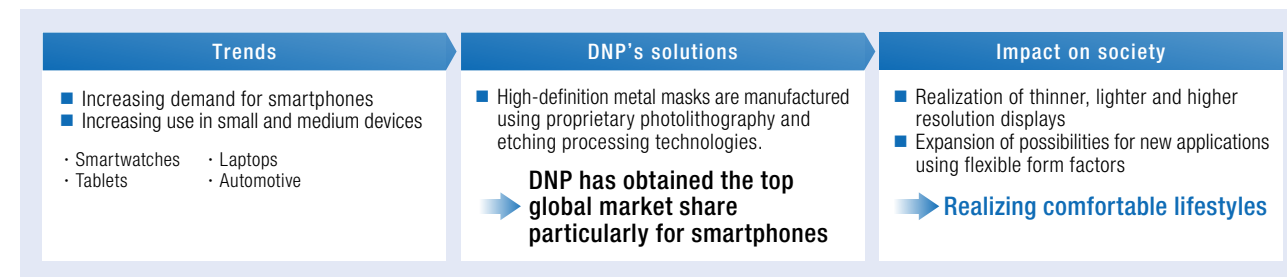 Trends
■ Increasing demand for smartphones
■ Increasing use in small and medium devices
・Smartwatches ・Laptops
・Tablets ・Automotive
DNP's solutions
■ High-definition metal masks are manufactured
using proprietary photolithography and
etching processing technologies.
DNP has obtained the top
global market share
particularly for smartphones
Impact on society
■ Realization of thinner, lighter and higher
resolution displays
■ Expansion of possibilities for new applications
using flexible form factors
Realizing comfortable lifestyles